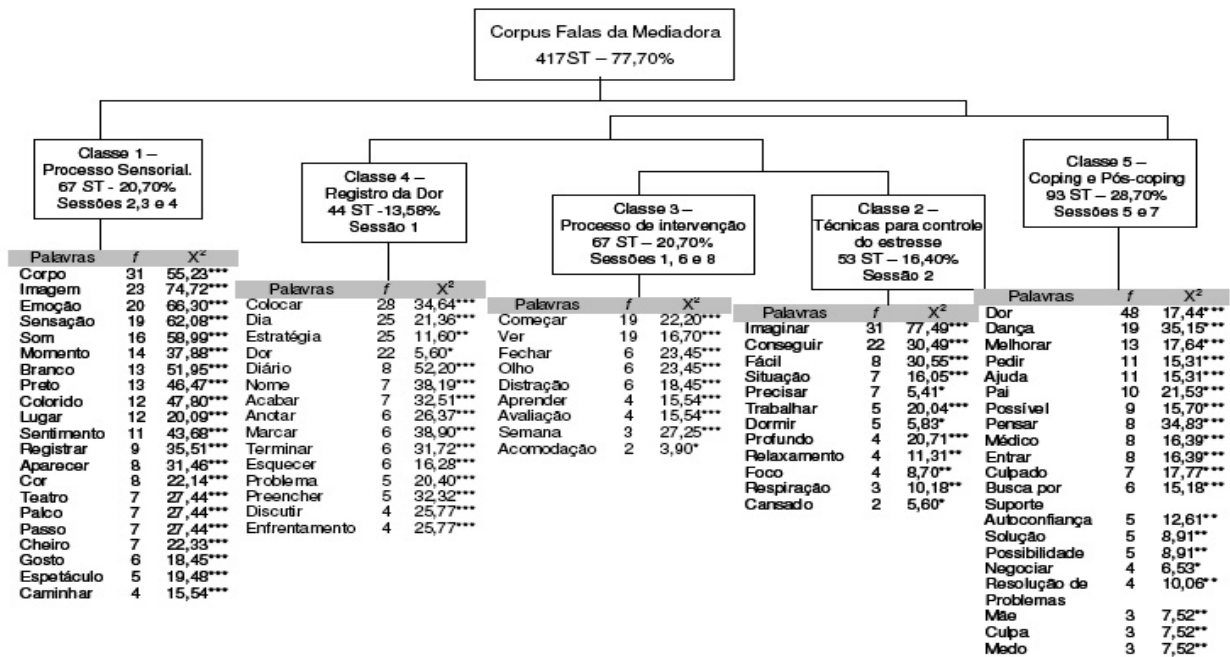 Corpus Falas da Mediadora
417ST – 77,70%
Classe 1 –
Processo Sensorial.
67 ST - 20,70%
Sessões 2,3 e 4
Palavras f X²
Corpo 31 55,23***
Imagem 23 74,72***
Emoção 20 66,30***
Sensação 19 62,08***
Som 16 58,99***
Momento 14 37,88***
Branco 13 51,95***
Preto 13 46,47***
Colorido 12 47,80***
Lugar 12 20,09***
Sentimento 11 43,68***
Registrar 9 35,51***
Aparecer 8 31,46***
Cor 8 22,14***
Teatro 7 27,44***
Palco 7 27,44***
Passo 7 27,44***
Cheiro 7 22,33***
Gosto 6 18,45***
Espetáculo 5 19,48***
Caminhar 4 15,54***
Classe 4 –
Registro da Dor
44 ST -13,58%
Sessão 1
Palavras f X²
Colocar 28 34,64***
Dia 25 21,36***
Estratégia 25 11,60**
Dor 22 5,60*
Diário 8 52,20***
Nome 7 38,19***
Acabar 7 32,51***
Anotar 6 26,37***
Marcar 6 38,90***
Terminar 6 31,72***
Esquecer 6 16,28***
Problema 5 20,40***
Preencher 5 32,32***
Discutir 4 25,77***
Enfrentamento 4 25,77***
Classe 3 –
Processo de intervenção
67 ST – 20,70%
Sessões 1, 6 e 8
Palavras f X²
Começar 19 22,20***
Ver 19 16,70***
Fechar 6 23,45***
Olho 6 23,45***
Distração 6 18,45***
Aprender 4 15,54***
Avaliação 4 15,54***
Semana 3 27,25***
Acomodação 2 3,90*
Classe 2 –
Técnicas para controle
do estresse
53 ST – 16,40%
Sessão 2
Palavras f X²
Imaginar 31 77,49***
Conseguir 22 30,49***
Fácil 8 30,55***
Situação 7 16,05***
Precisar 7 5,41*
Trabalhar 5 20,04***
Dormir 5 5,83*
Profundo 4 20,71***
Relaxamento 4 11,31**
Foco 4 8,70**
Respiração 3 10,18**
Cansado 2 5,60*
Classe 5 –
Coping e Pós-coping
93 ST – 28,70%
Sessões 5 e 7
Palavras f X²
Dor 48 17,44***
Dança 19 35,15***
Melhorar 13 17,64***
Pedir 11 15,31***
Ajuda 11 15,31***
Pai 10 21,53***
Possível 9 15,70***
Pensar 8 34,83***
Médico 8 16,39***
Entrar 8 16,39***
Culpado 7 17,77***
Busca por 6 15,18***
Suporte
Autoconfiança 5 12,61**
Solução 5 8,91**
Possibilidade 5 8,91**
Negociar 4 6,53*
Resolução de 4 10,06**
Problemas
Mãe 3 7,52**
Culpa 3 7,52**
Medo 3 7,52**